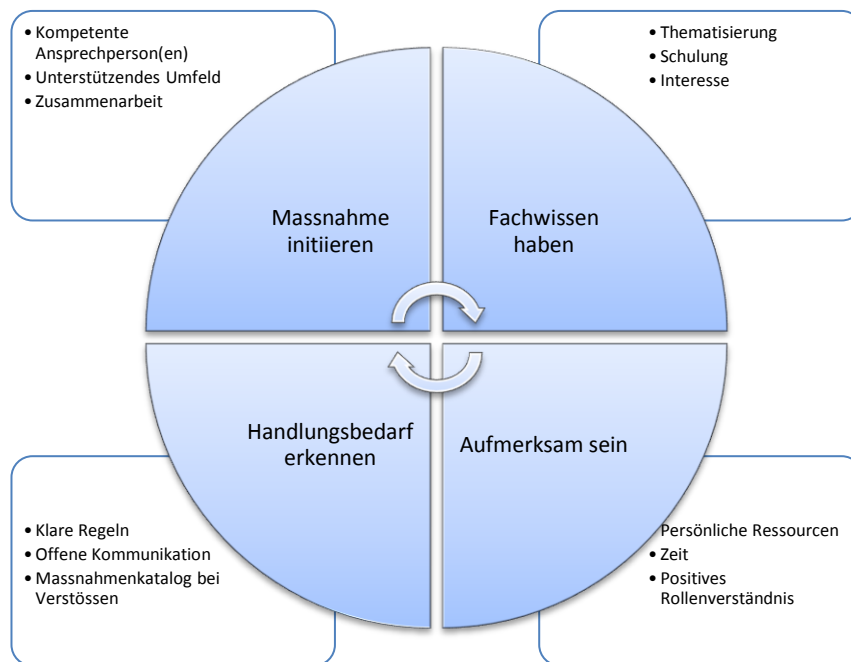 • Kompetente
Ansprechperson(en)
• Unterstützendes Umfeld
• Zusammenarbeit
• Thematisierung
• Schulung
• Interesse
Massnahme
initiieren
Fachwissen
haben
Handlungsbedarf
erkennen
Aufmerksam sein
• Klare Regeln
• Offene Kommunikation
• Massnahmenkatalog bei
Verstössen
Persönliche Ressourcen
• Zeit
• Positives
Rollenverständnis